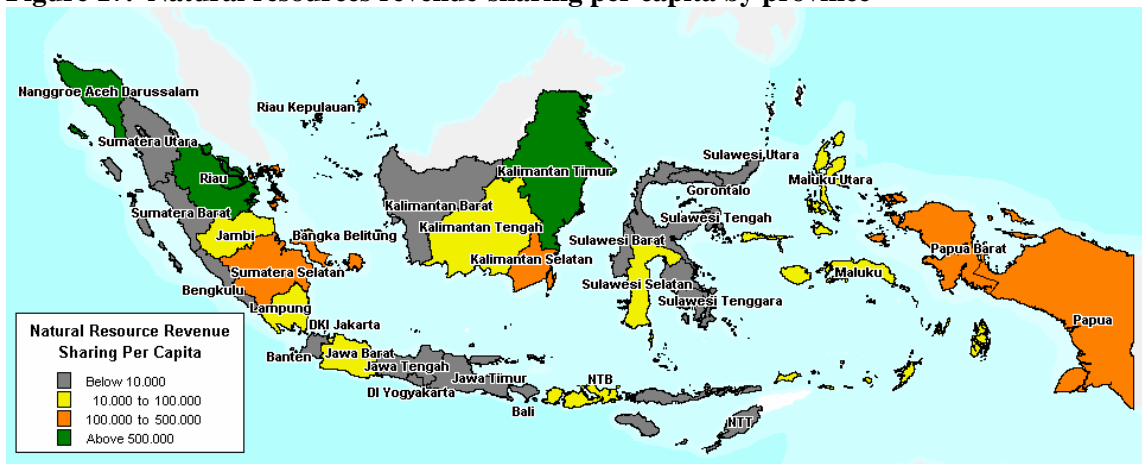 Figure 1.7 Natural resources revenue sharing per capita by province
Nanggroe Aceh Darussalam
Riau Kepulauan
Sumatera Utara
Sulawesi Utara
Kalimantan Timur
Riau
Gorontalo
Maluku Utara
Kalimantan Barat
Sumatera Barat
Sulawesi Tengah
Kalimantan Tengah
Jambi
Bangka Belitung
Sulawesi Barat
Papua Barat
Kalimantan Selatan
Sumatera Selatan
Maluku
Sulawesi Selatan
Bengkulu
Sulawesi Tenggara
Lampung
Papua
DKI Jakarta
Banten
Jawa Barat
Jawa Tengah
Jawa Timur
NTB
DI Yogyakarta
Bali
NTT
Natural Resource Revenue
Sharing Per Capita
Below 10.000
10.000 to 100.000
100.000 to 500.000
Above 500.000